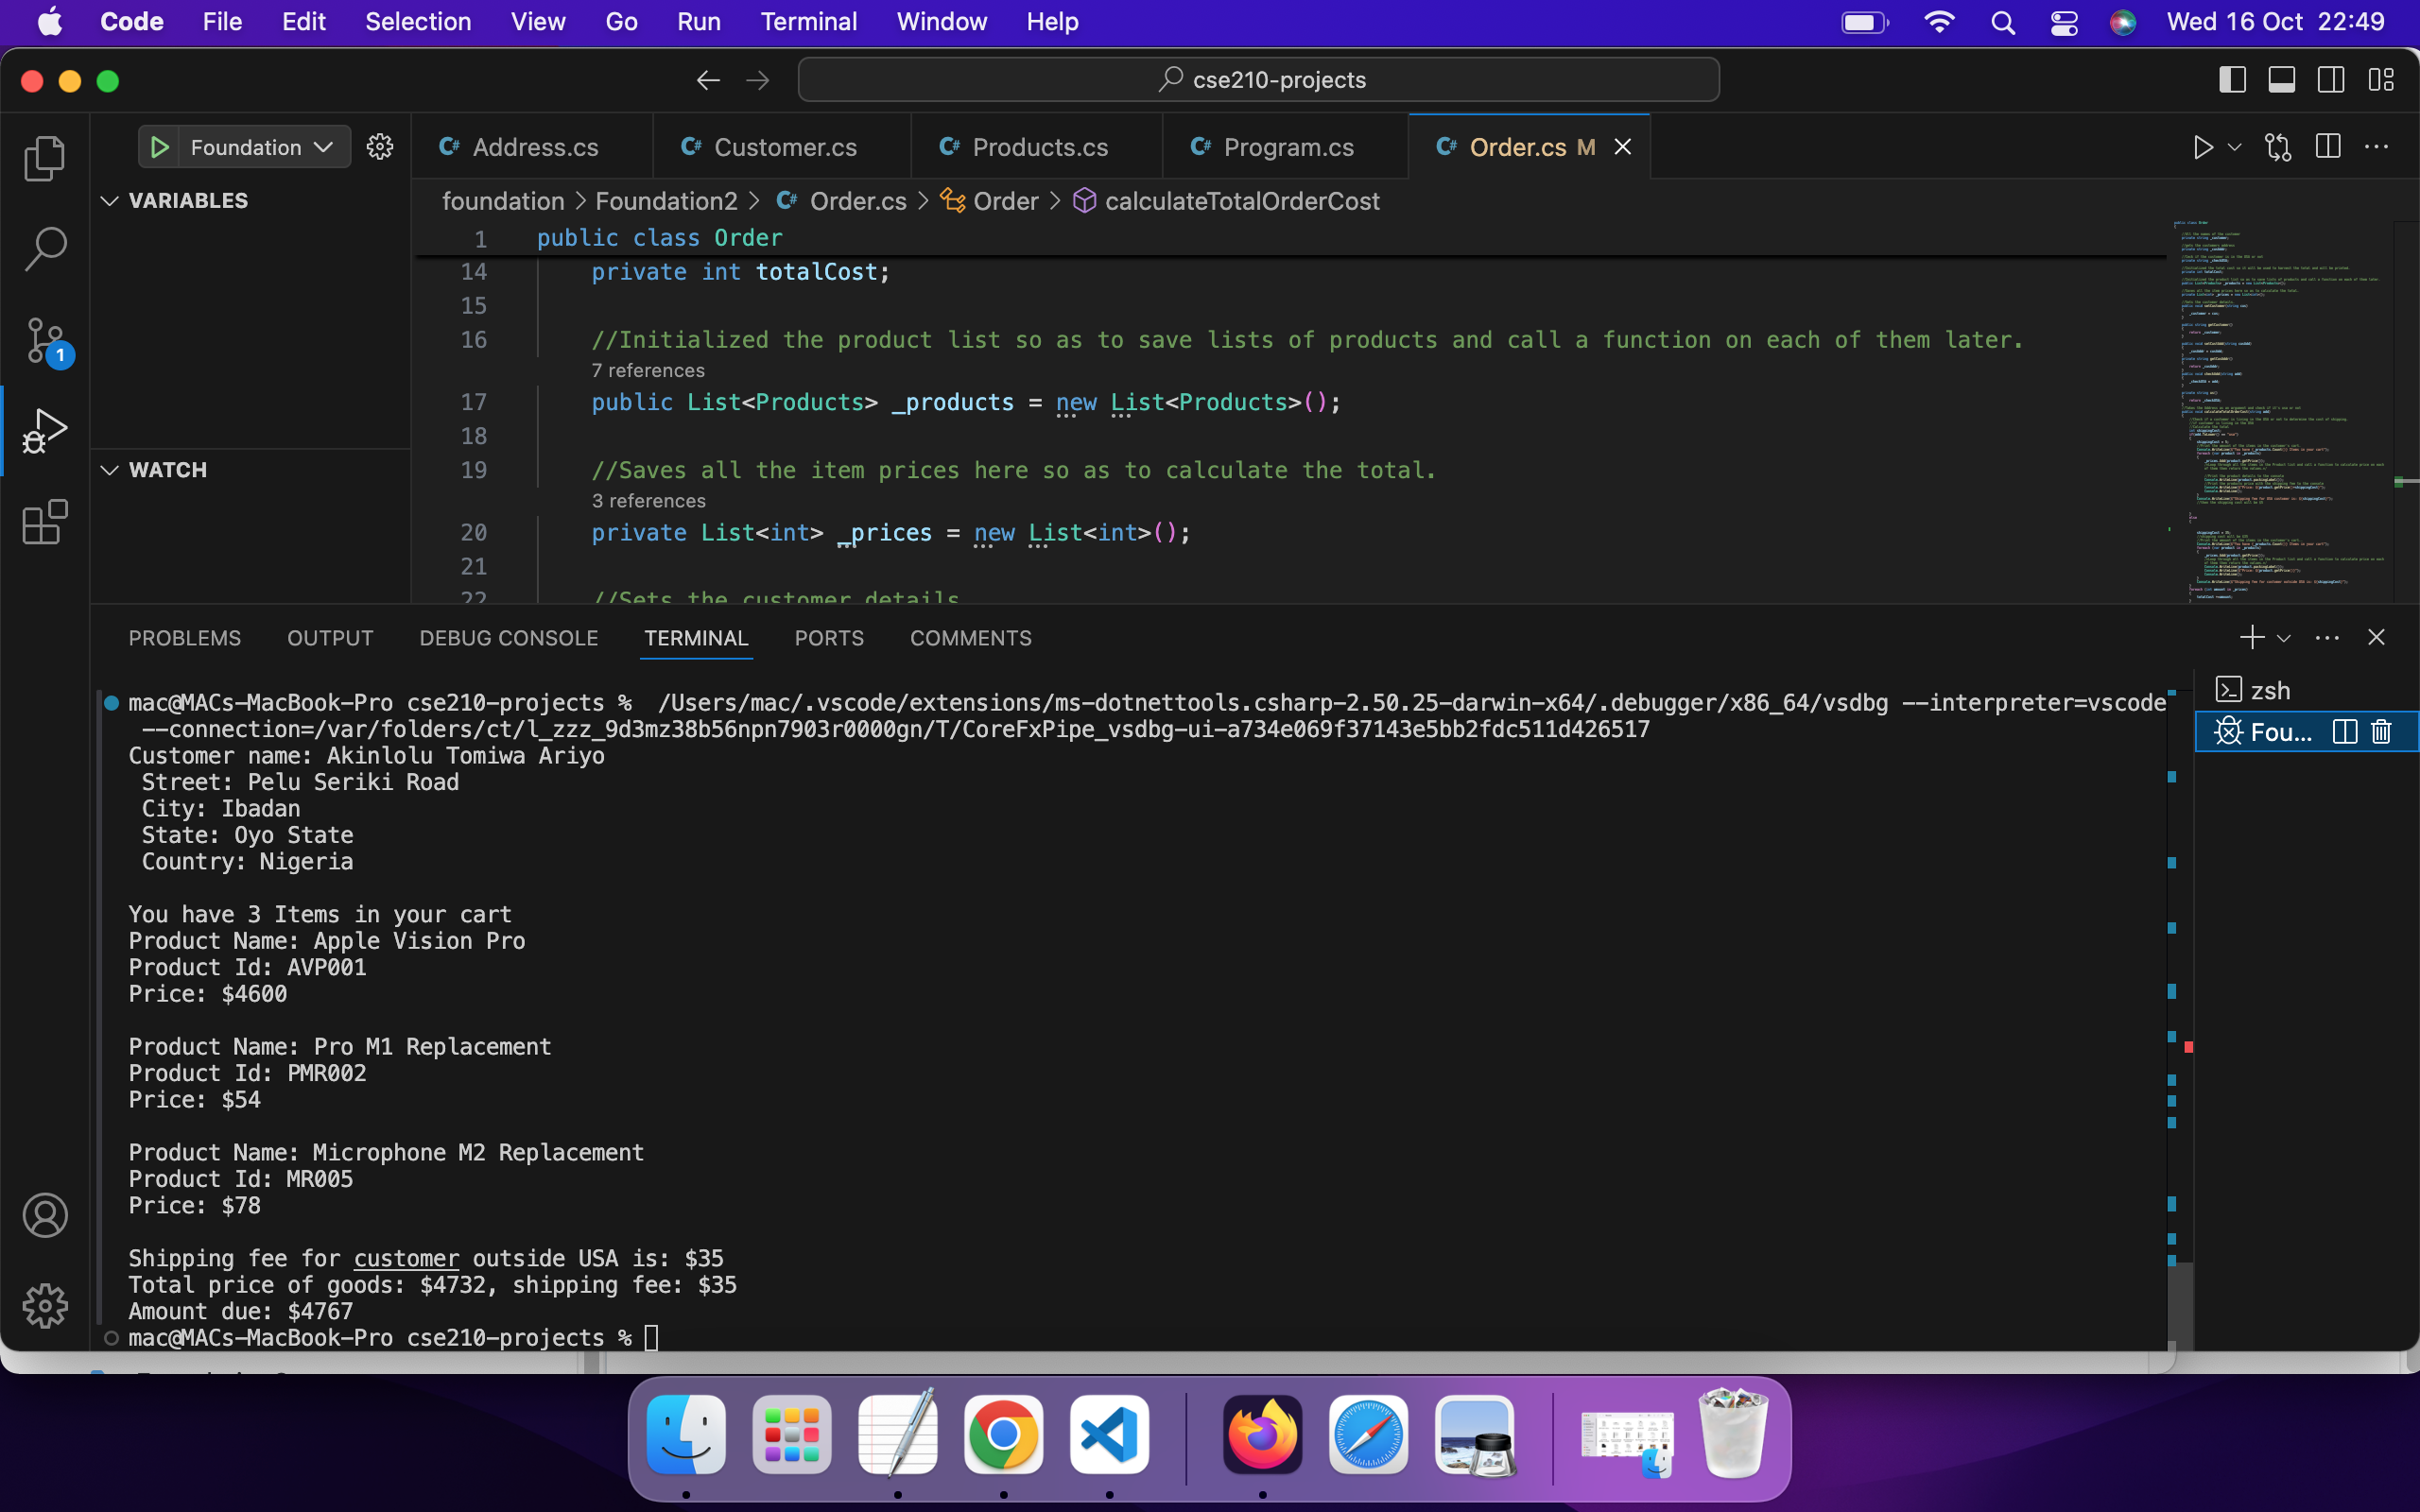 Code File Edit Selection View Go Run Terminal Window Help Wed 16 Oct 22:49
cse210-projects
Foundation
Address.cs Customer.cs Products.cs Program.cs Order.cs M
VARIABLES
foundation > Foundation2 > Order.cs > Order > calculateTotalOrderCost
1 public class Order
14 private int totalCost;
15
16 //Initialized the product list so as to save lists of products and call a function on each of them later.
7 references
17 public List<Products> _products = new List<Products>();
18
WATCH
19 //Saves all the item prices here so as to calculate the total.
3 references
20 private List<int> _prices = new List<int>();
21
22 //Sets the customer details
1
PROBLEMS OUTPUT DEBUG CONSOLE TERMINAL PORTS COMMENTS
zsh
Fou...
mac@MACs-MacBook-Pro cse210-projects % /Users/mac/.vscode/extensions/ms-dotnettools.csharp-2.50.25-darwin-x64/.debugger/x86_64/vsdbg --interpreter=vscode
--connection=/var/folders/ct/l_zzz_9d3mz38b56npn7903r0000gn/T/CoreFxPipe_vsdbg-ui-a734e069f37143e5bb2fdc511d426517
Customer name: Akinlolu Tomiwa Ariyo
Street: Pelu Seriki Road
City: Ibadan
State: Oyo State
Country: Nigeria
You have 3 Items in your cart
Product Name: Apple Vision Pro
Product Id: AVP001
Price: $4600
Product Name: Pro M1 Replacement
Product Id: PMR002
Price: $54
Product Name: Microphone M2 Replacement
Product Id: MR005
Price: $78
Shipping fee for customer outside USA is: $35
Total price of goods: $4732, shipping fee: $35
Amount due: $4767
mac@MACs-MacBook-Pro cse210-projects %